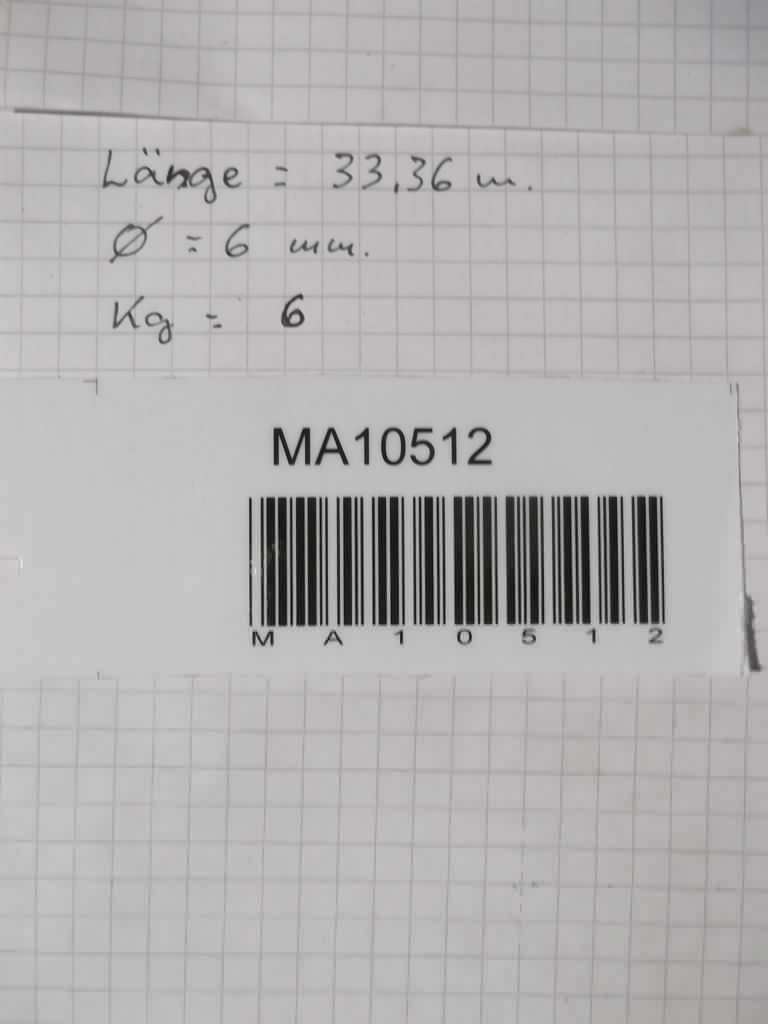 Länge = 33,36 m.
Ø = 6 mm.
Kg = 6
MA10512
M A 1 0 5 1 2